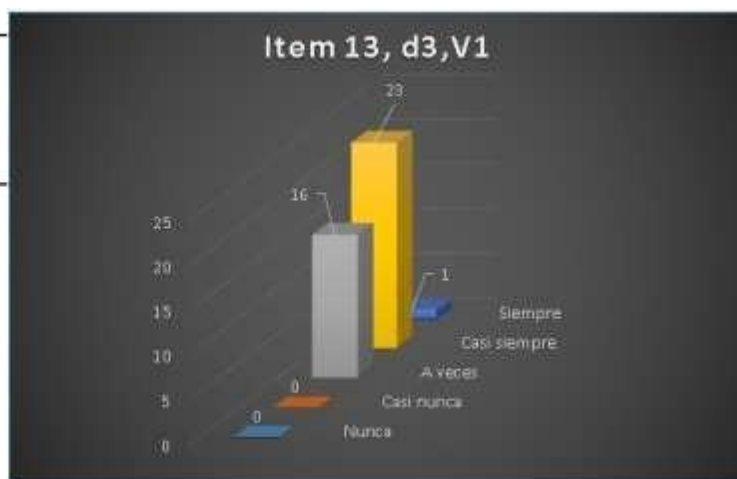 Item 13, d3,V1
23
16
25
20
15
10
5
0
1
0
0
Siempre
Casi siempre
A veces
Casi nunca
Nunca